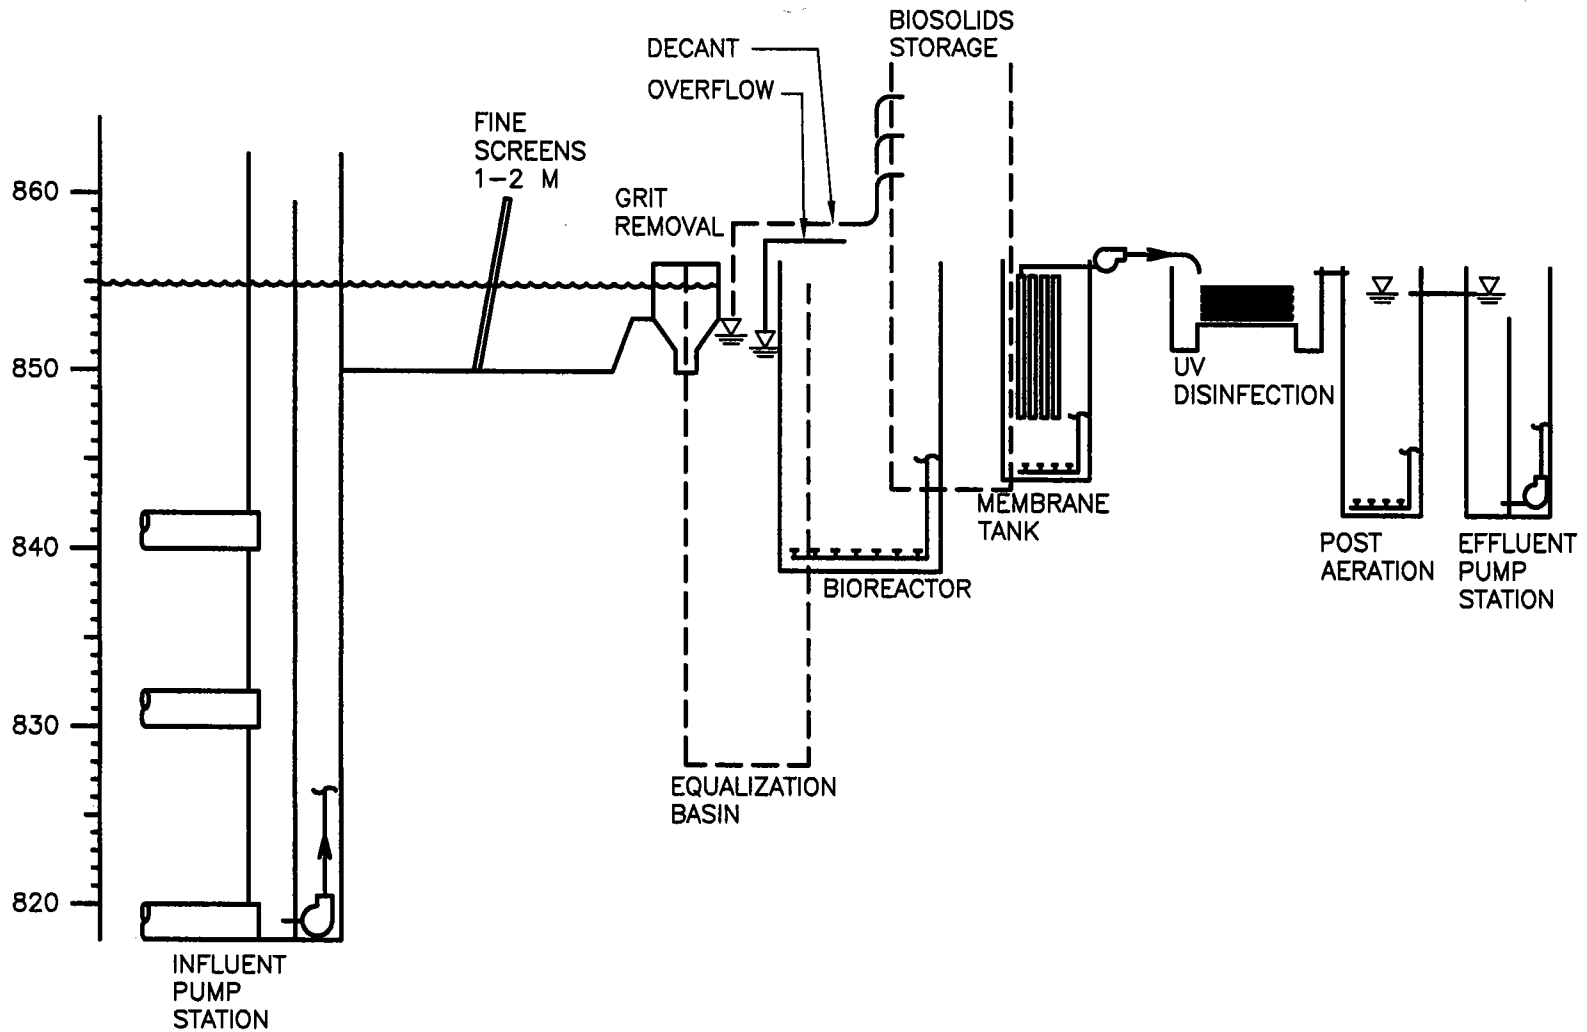 BIOSOLIDS
STORAGE
DECANT
OVERFLOW
FINE
SCREENS
1-2 M
GRIT
REMOVAL
860
850
840
830
820
UV
DISINFECTION
MEMBRANE
TANK
BIOREACTOR
POST
AERATION
EFFLUENT
PUMP
STATION
EQUALIZATION
BASIN
INFLUENT
PUMP
STATION